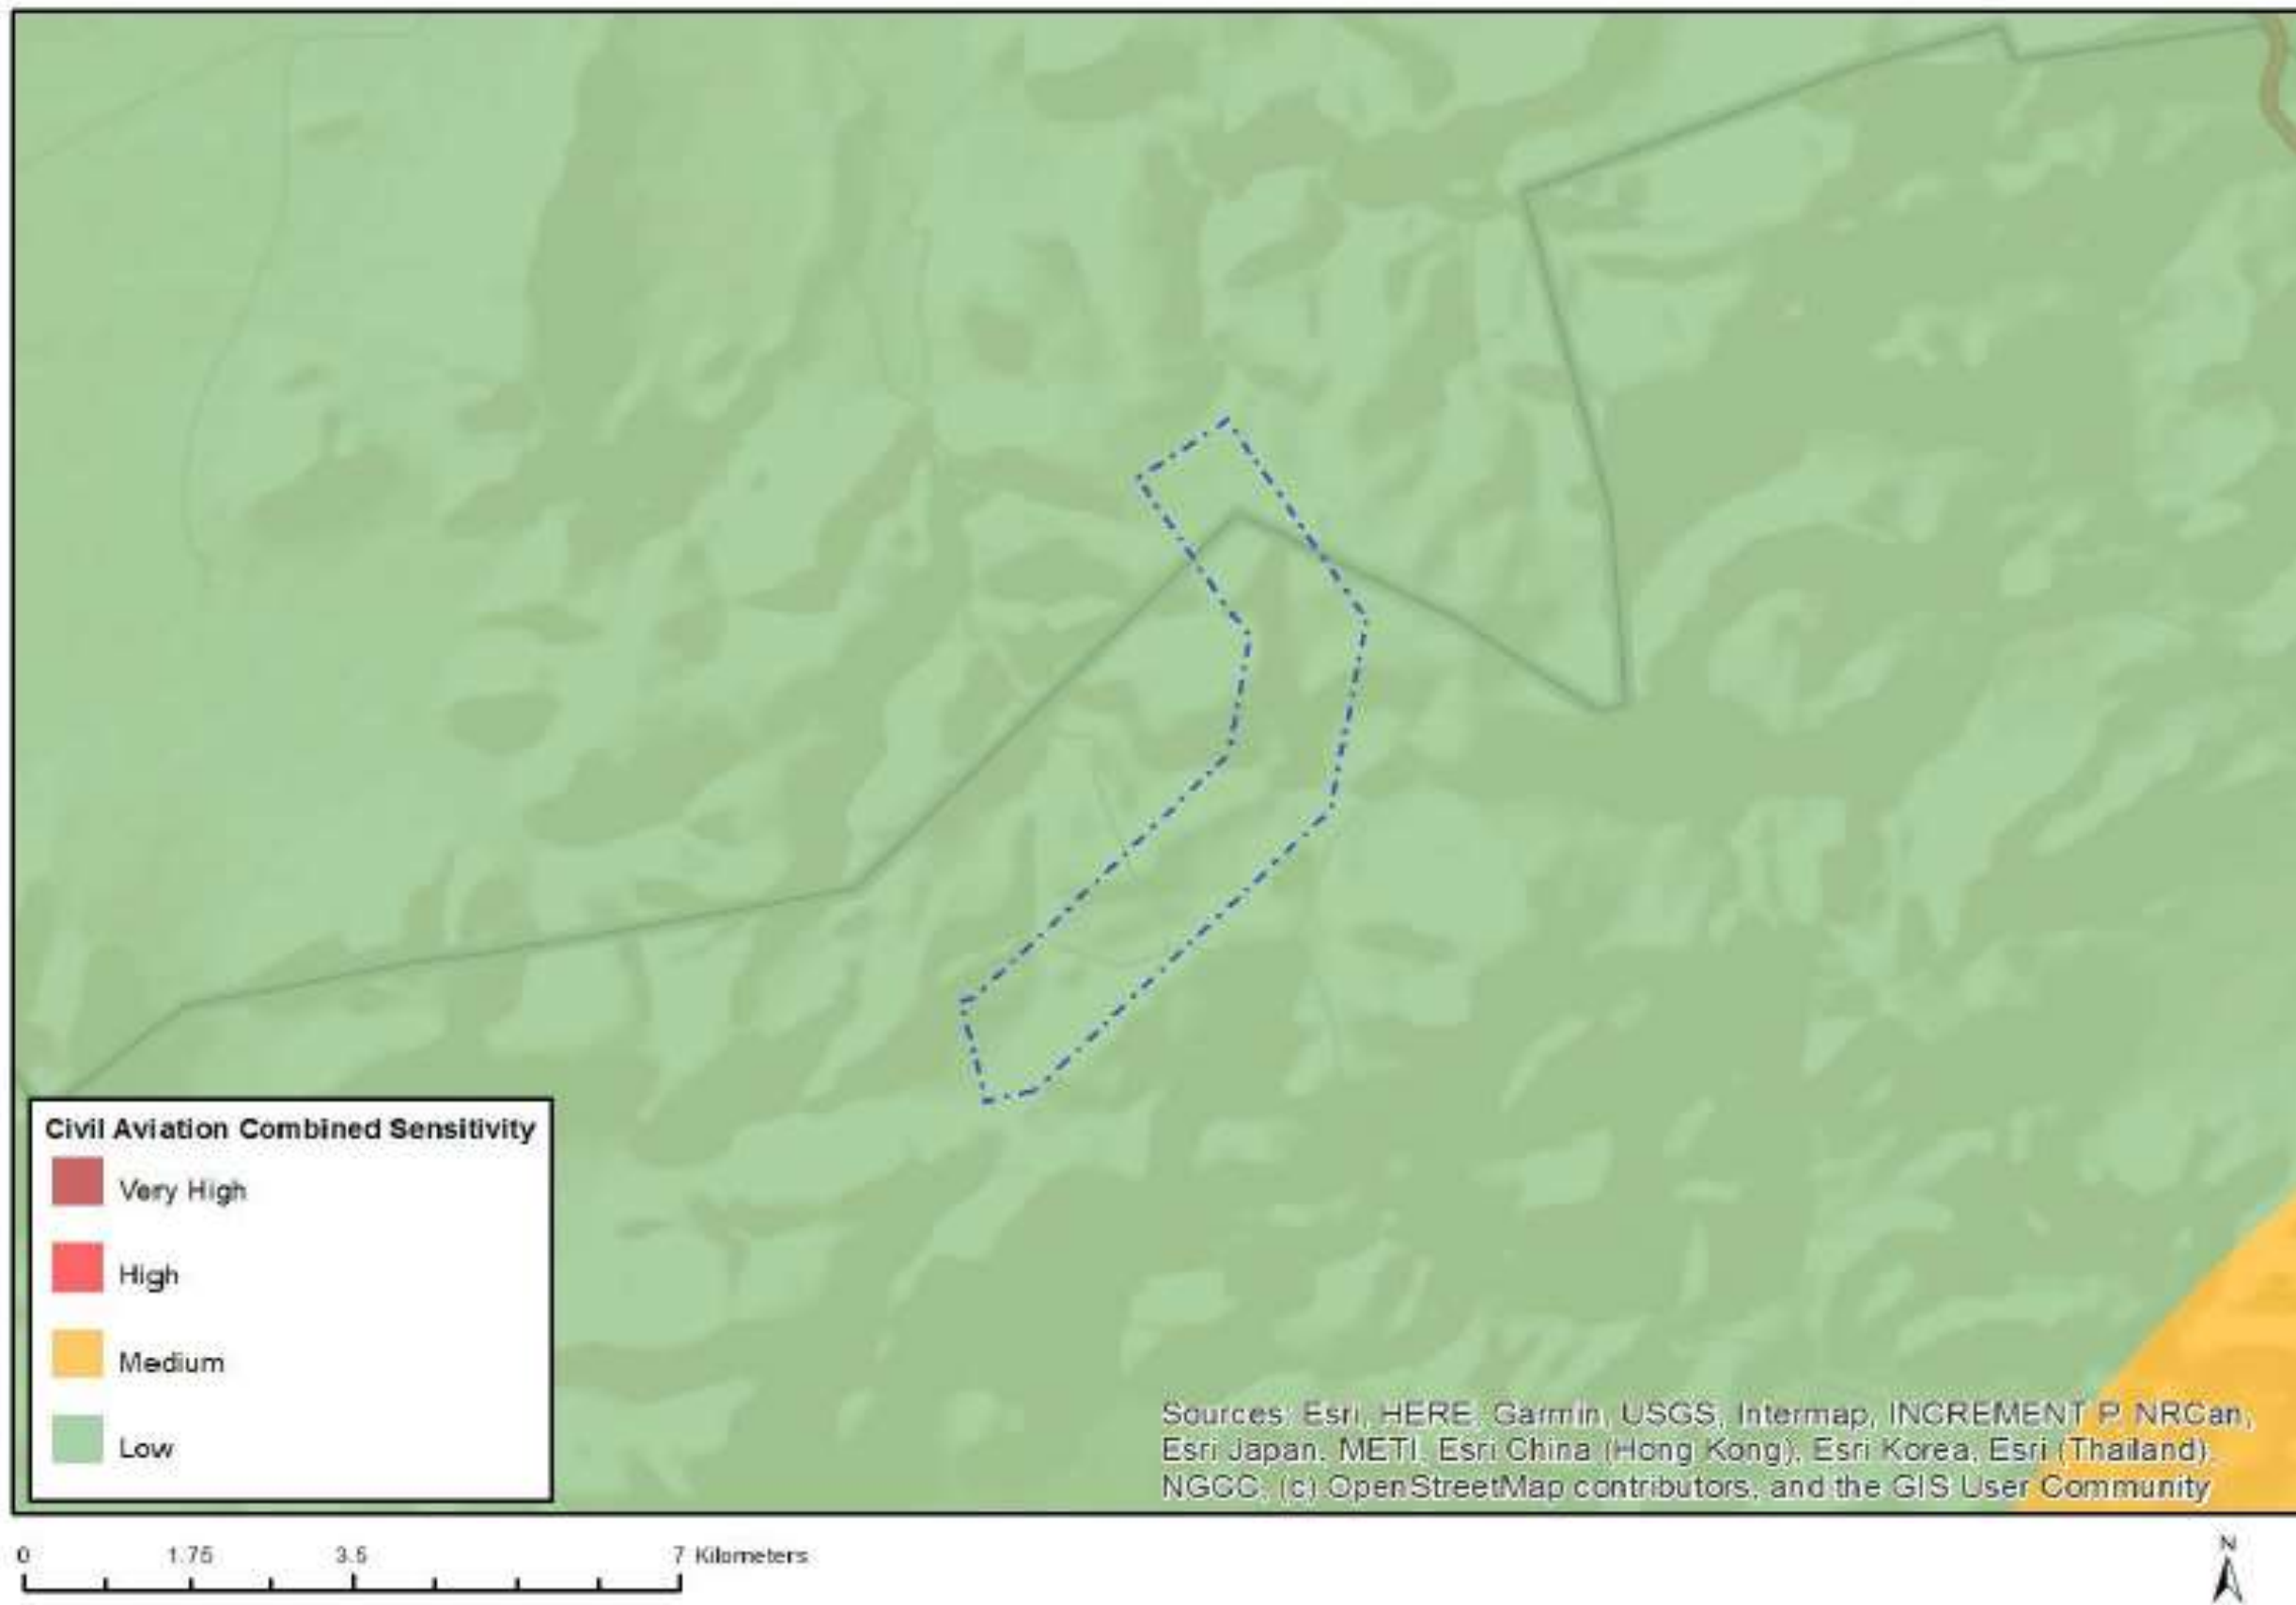 Civil Aviation Combined Sensitivity
Very High
High
Medium
Low
Sources: Esri, HERE, Garmin, USGS, Intermap, INCREMENT P, NRCan,
Esri Japan, METI, Esri China (Hong Kong), Esri Korea, Esri (Thailand),
NGCC, (c) OpenStreetMap contributors, and the GIS User Community
0 1.75 3.5 7 Kilometers
N